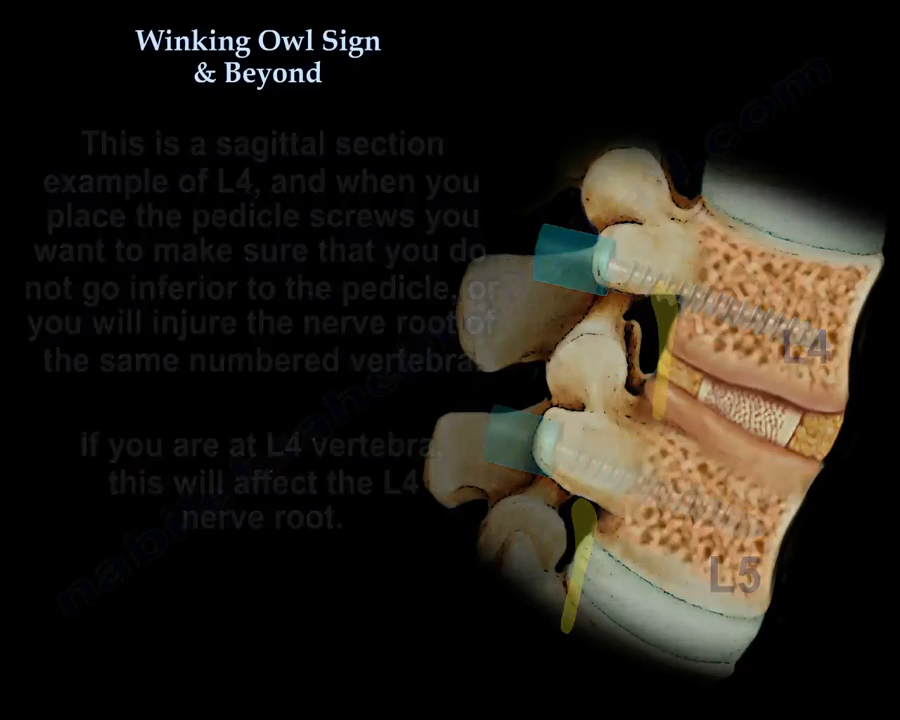 Winking Owl Sign
& Beyond
This is a sagittal section
example of L4, and when you
place the pedicle screws you
want to make sure that you do
not go inferior to the pedicle, or
you will injure the nerve root of
the same numbered vertebra.
If you are at L4 vertebra,
this will affect the L4
nerve root.
L4
L5